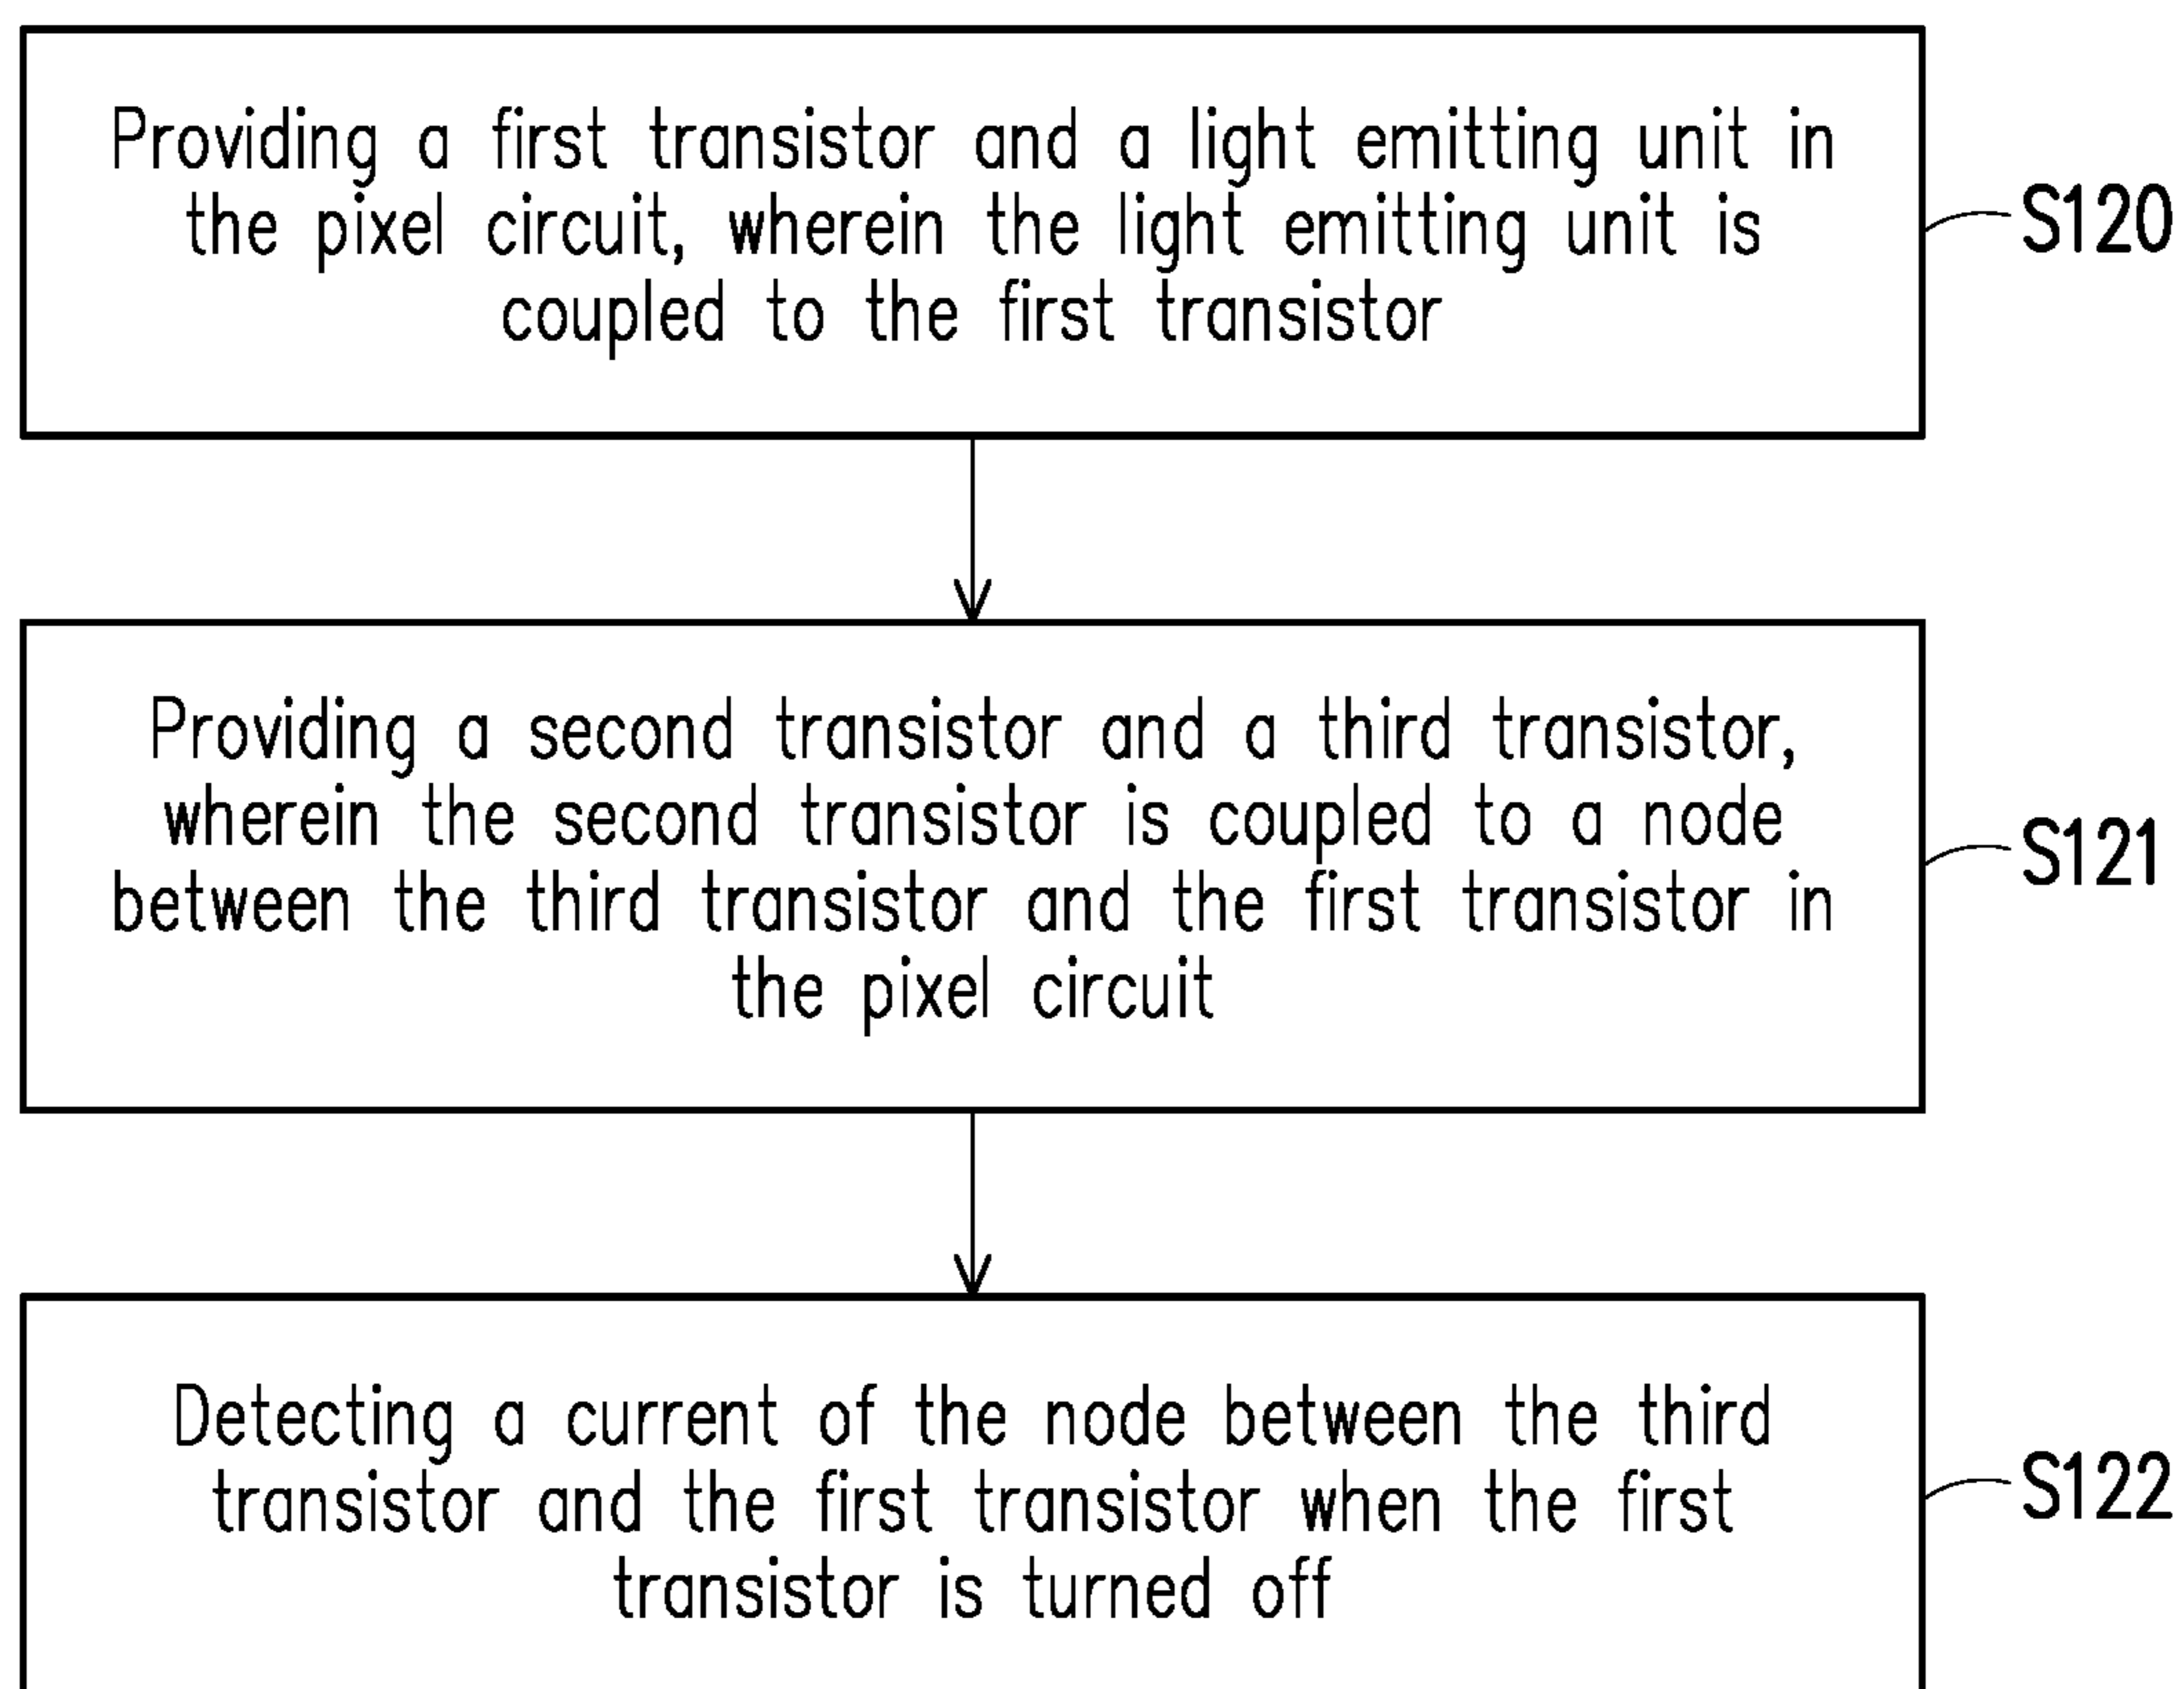 Providing a first transistor and a light emitting unit in
the pixel circuit, wherein the light emitting unit is
coupled to the first transistor
S120
Providing a second transistor and a third transistor,
wherein the second transistor is coupled to a node
between the third transistor and the first transistor in
the pixel circuit
S121
Detecting a current of the node between the third
transistor and the first transistor when the first
transistor is turned off
S122